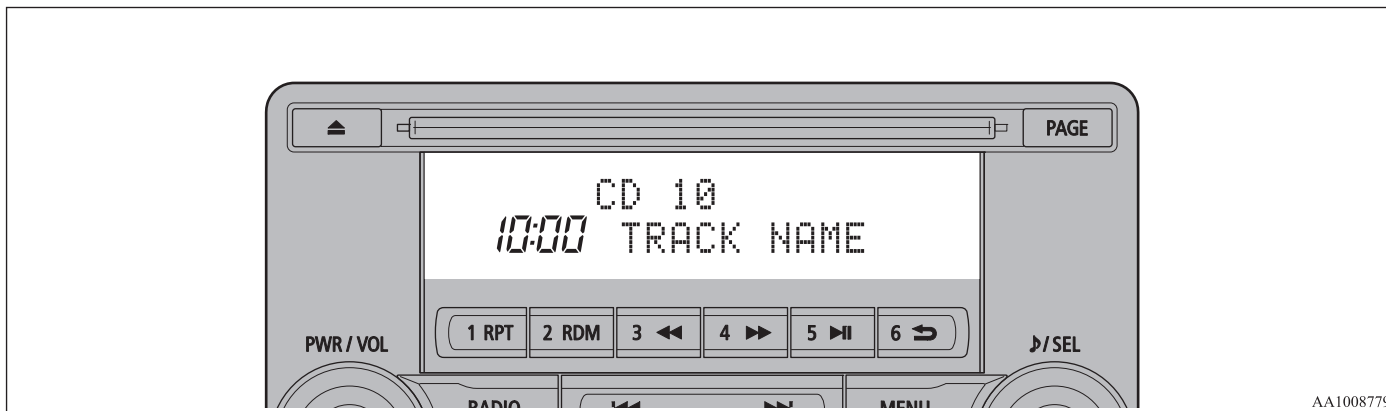 PAGE
CD 10
10:00 TRACK NAME
1 RPT 2 RDM 3 4 5 6
PWR / VOL
♪/ SEL
RADIO
MENU
AA1008779